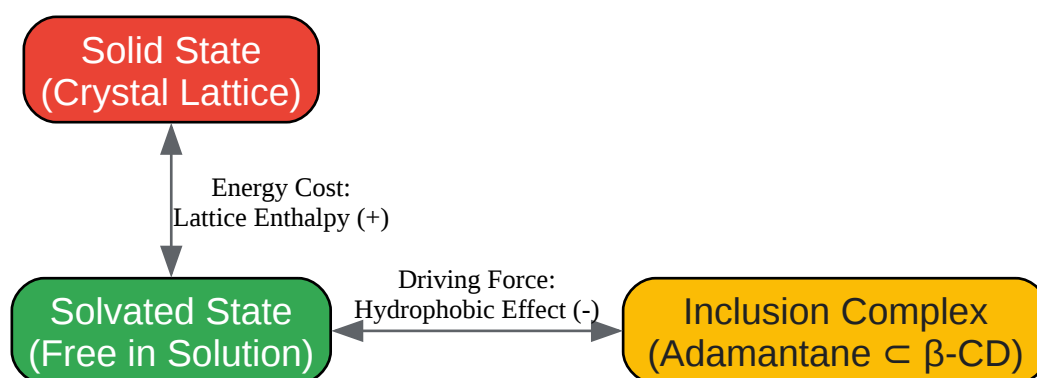 Solid State
(Crystal Lattice)
Energy Cost:
Lattice Enthalpy (+)
Driving Force:
Hydrophobic Effect (-)
Solvated State
(Free in Solution)
Inclusion Complex
(Adamantane ⊂ β-CD)